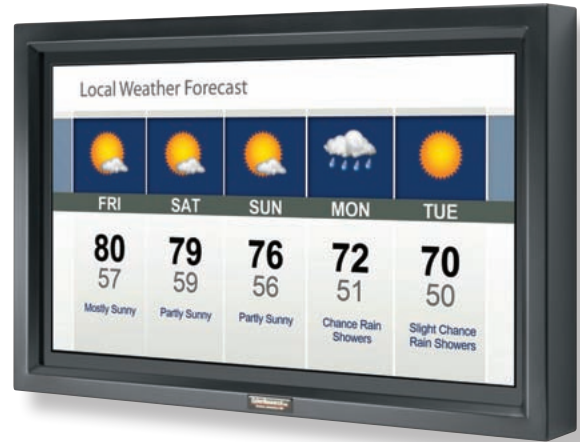 Local Weather Forecast
FRI SAT SUN MON TUE
80 79 76 72 70
57 59 56 51 50
Mostly Sunny Partly Sunny Partly Sunny Chance Rain Slight Chance
Showers Rain Showers